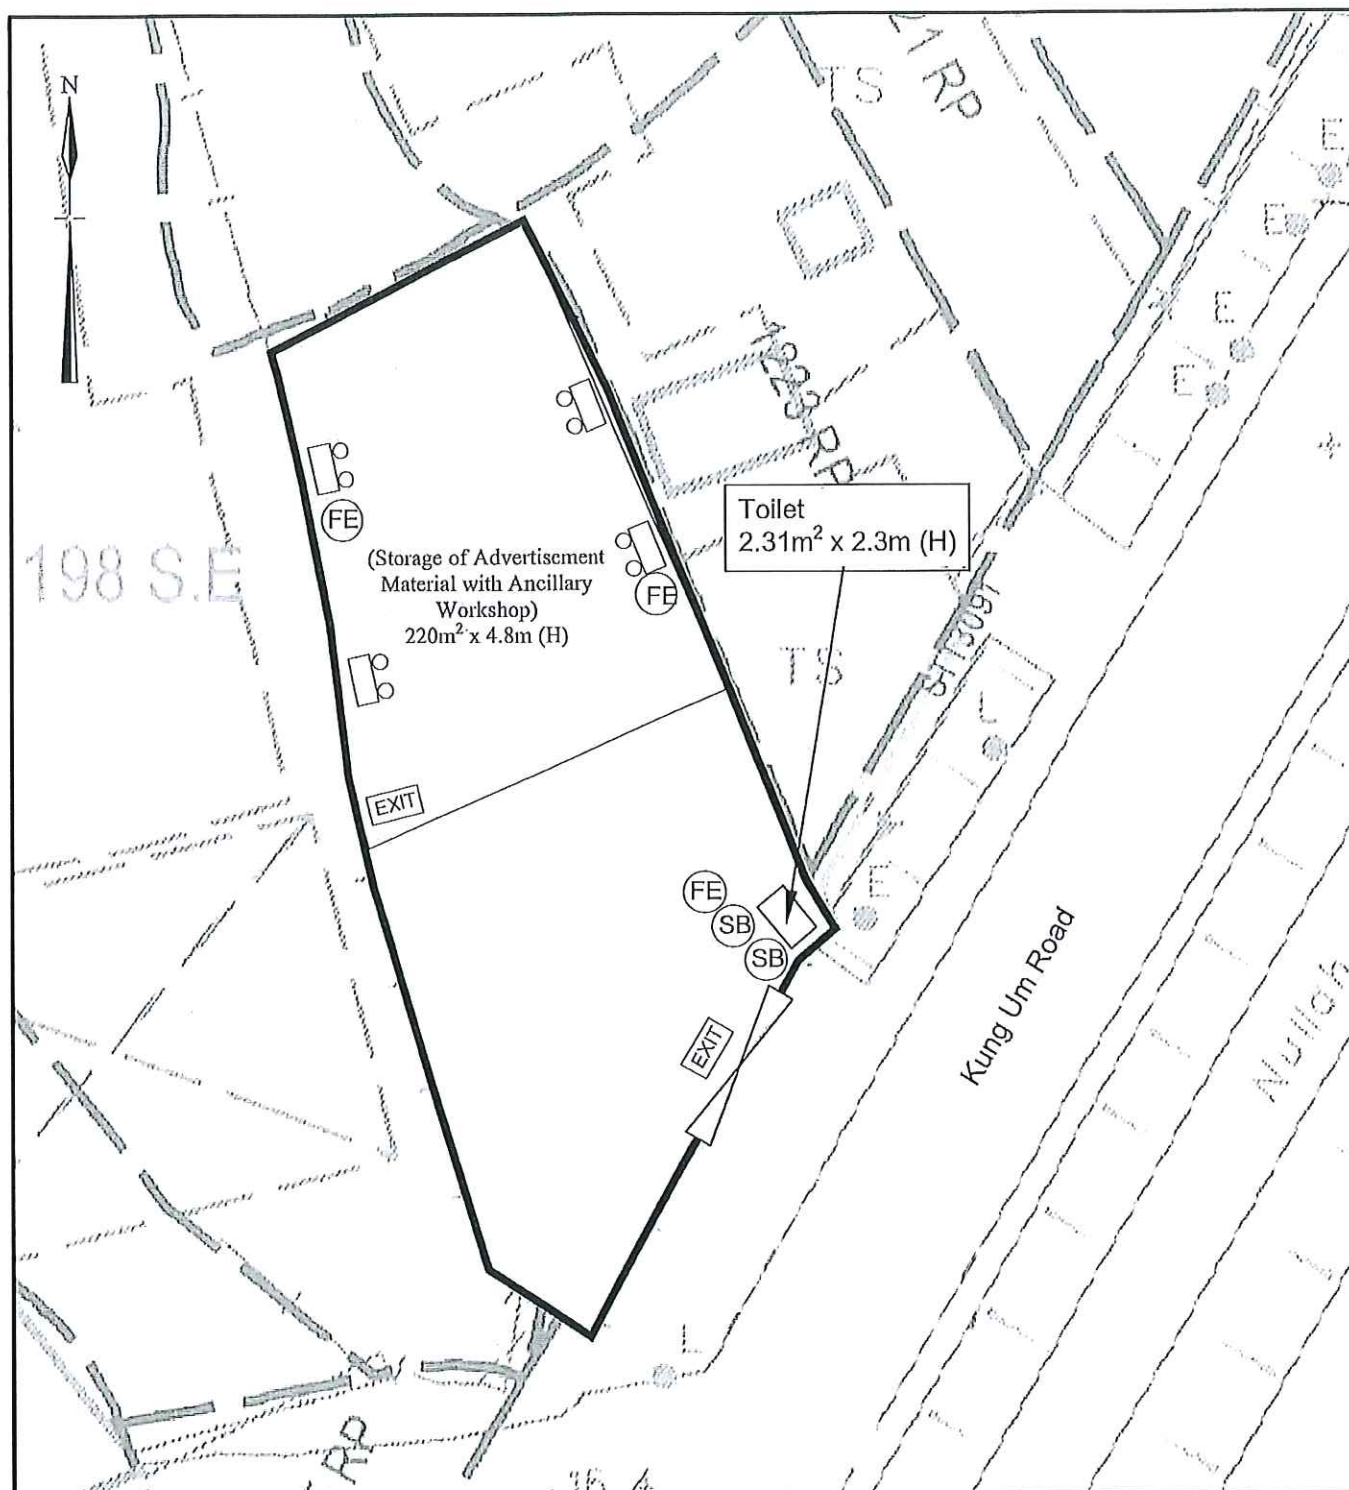 N
TS
21 RP
E
E
E
E
1223 RP
Toilet
2.31m² x 2.3m (H)
FE
(Storage of Advertisement
Material with Ancillary
Workshop)
220m² x 4.8m (H)
FE
198 S.E
TS
L
EXIT
FE
SB
SB
E
EXIT
Kung Um Road
Nullah
L
RP